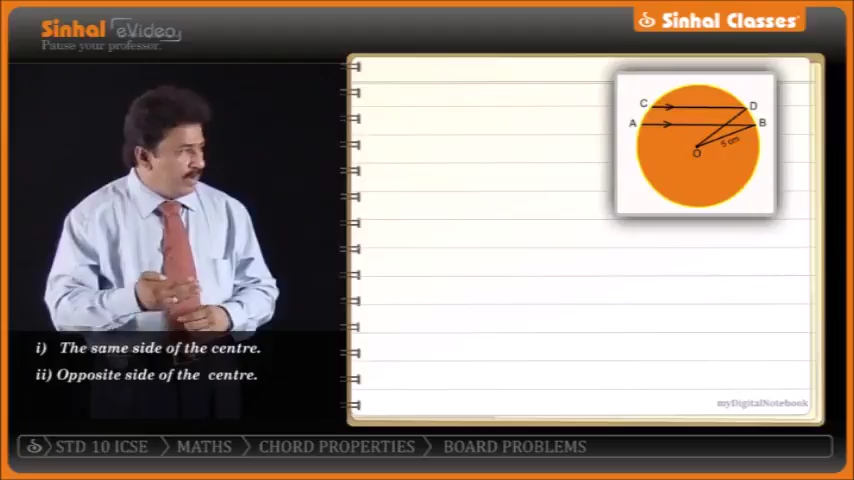 Sinhal eVideo
Pause your professor.
Sinhal Classes
C
D
A
B
O
5 cm
i) The same side of the centre.
ii) Opposite side of the centre.
myDigitalNotebook
STD 10 ICSE MATHS CHORD PROPERTIES BOARD PROBLEMS